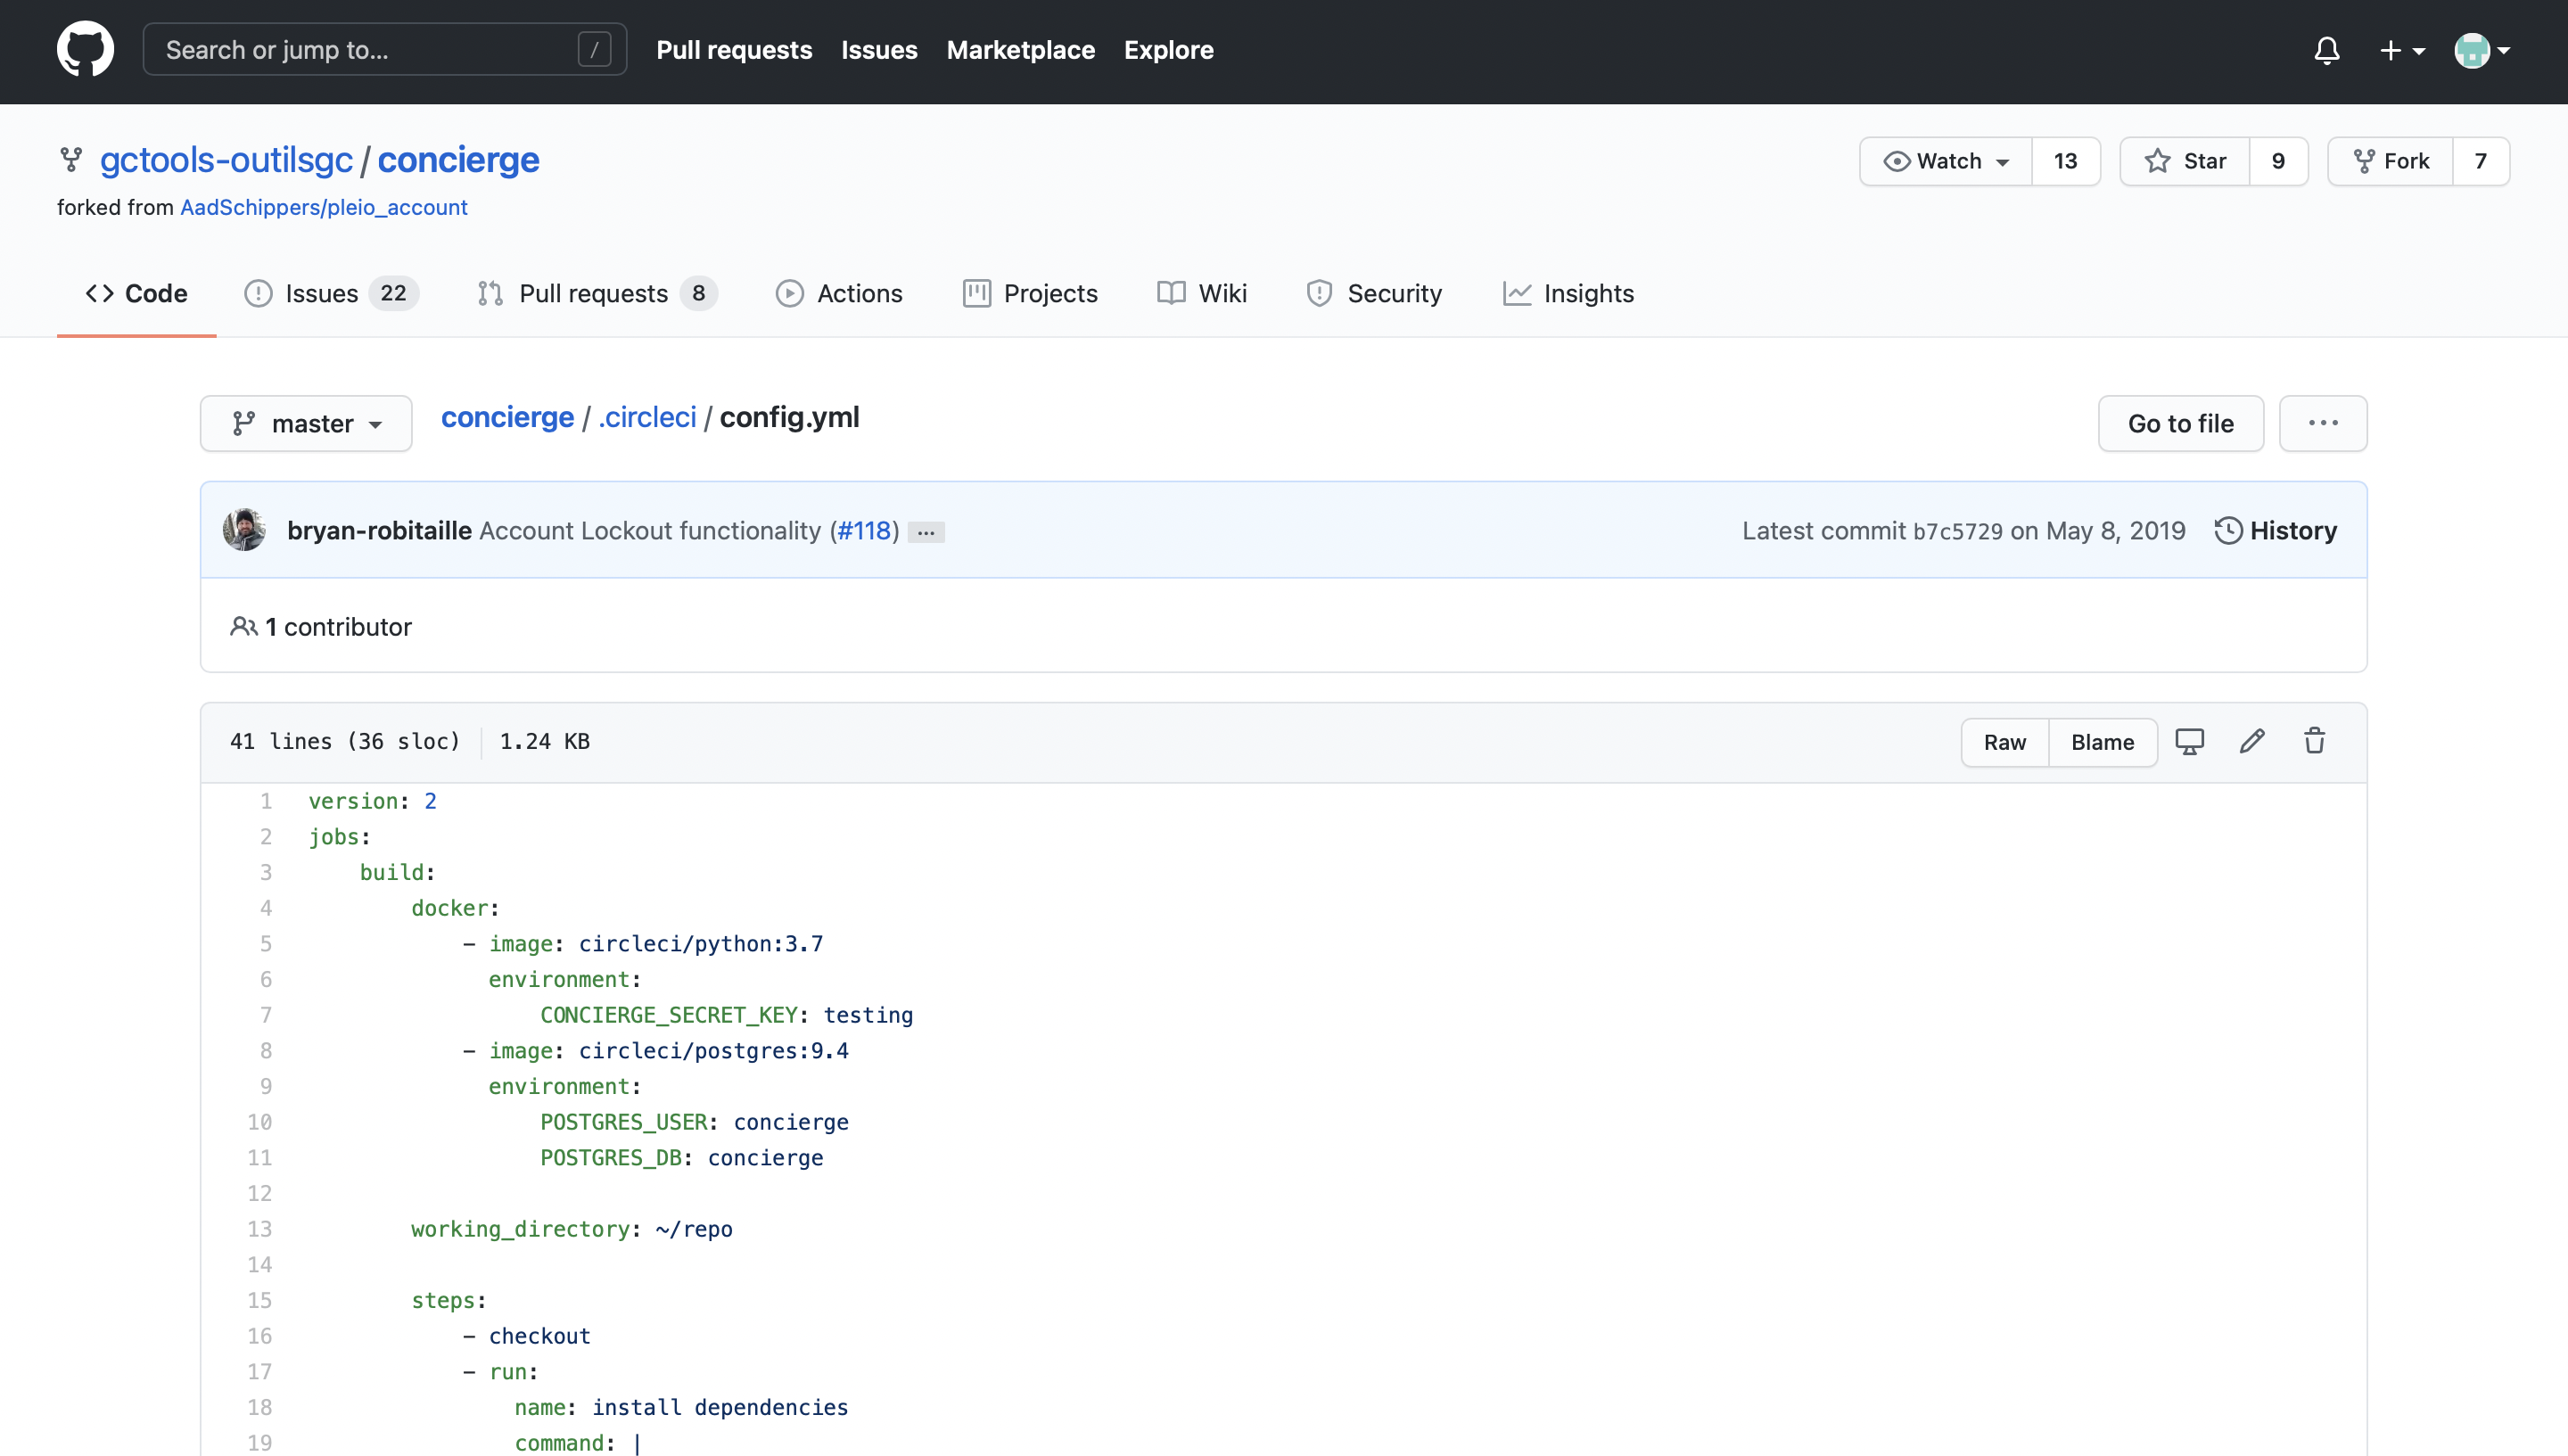 Search or jump to... / Pull requests Issues Marketplace Explore
gctools-outilsgc / concierge Watch 13 Star 9 Fork 7
forked from AadSchippers/pleio_account
Code Issues 22 Pull requests 8 Actions Projects Wiki Security Insights
master concierge / .circleci / config.yml Go to file ...
bryan-robitaille Account Lockout functionality (#118) ... Latest commit b7c5729 on May 8, 2019 History
1 contributor
41 lines (36 sloc) 1.24 KB Raw Blame
1 version: 2
2 jobs:
3 build:
4 docker:
5 - image: circleci/python:3.7
6 environment:
7 CONCIERGE_SECRET_KEY: testing
8 - image: circleci/postgres:9.4
9 environment:
10 POSTGRES_USER: concierge
11 POSTGRES_DB: concierge
12
13 working_directory: ~/repo
14
15 steps:
16 - checkout
17 - run:
18 name: install dependencies
19 command: |